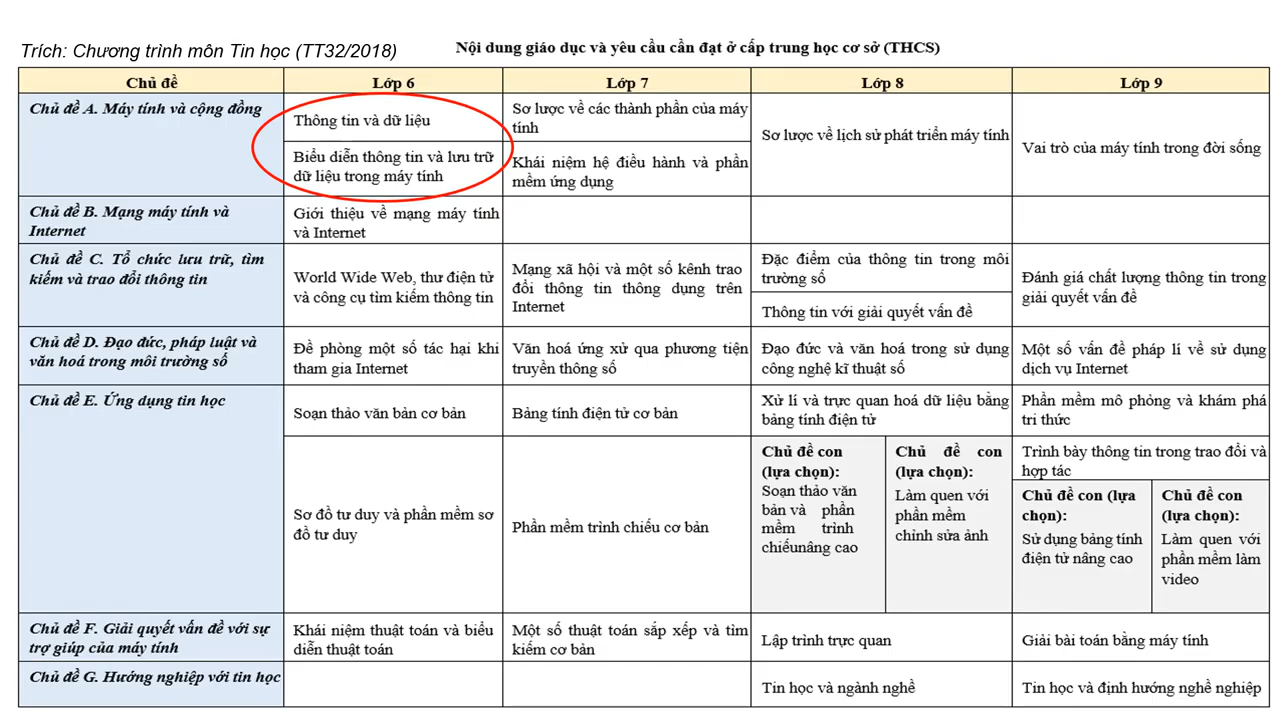 Trích: Chương trình môn Tin học (TT32/2018)
Nội dung giáo dục và yêu cầu cần đạt ở cấp trung học cơ sở (THCS)
Chủ đề
Lớp 6
Lớp 7
Lớp 8
Lớp 9
Chủ đề A. Máy tính và cộng đồng
Thông tin và dữ liệu
Biểu diễn thông tin và lưu trữ
dữ liệu trong máy tính
Sơ lược về các thành phần của máy
tính
Khái niệm hệ điều hành và phần
mềm ứng dụng
Sơ lược về lịch sử phát triển máy tính
Vai trò của máy tính trong đời sống
Chủ đề B. Mạng máy tính và
Internet
Giới thiệu về mạng máy tính
và Internet
Chủ đề C. Tổ chức lưu trữ, tìm
kiếm và trao đổi thông tin
World Wide Web, thư điện tử
và công cụ tìm kiếm thông tin
Mạng xã hội và một số kênh trao
đổi thông tin thông dụng trên
Internet
Đặc điểm của thông tin trong môi
trường số
Thông tin với giải quyết vấn đề
Đánh giá chất lượng thông tin trong
giải quyết vấn đề
Chủ đề D. Đạo đức, pháp luật và
văn hoá trong môi trường số
Đề phòng một số tác hại khi
tham gia Internet
Văn hoá ứng xử qua phương tiện
truyền thông số
Đạo đức và văn hoá trong sử dụng
công nghệ kĩ thuật số
Một số vấn đề pháp lí về sử dụng
dịch vụ Internet
Chủ đề E. Ứng dụng tin học
Soạn thảo văn bản cơ bản
Bảng tính điện tử cơ bản
Xử lí và trực quan hoá dữ liệu bằng
bảng tính điện tử
Phần mềm mô phỏng và khám phá
tri thức
Sơ đồ tư duy và phần mềm sơ
đồ tư duy
Phần mềm trình chiếu cơ bản
Chủ đề con
(lựa chọn):
Soạn thảo văn
bản và phần
mềm trình
chiếunâng cao
Chủ đề con
(lựa chọn):
Làm quen với
phần mềm
chỉnh sửa ảnh
Trình bày thông tin trong trao đổi và
hợp tác
Chủ đề con (lựa
chọn):
Sử dụng bảng tính
điện tử nâng cao
Chủ đề con
(lựa chọn):
Làm quen với
phần mềm làm
video
Chủ đề F. Giải quyết vấn đề với sự
trợ giúp của máy tính
Khái niệm thuật toán và biểu
diễn thuật toán
Một số thuật toán sắp xếp và tìm
kiếm cơ bản
Lập trình trực quan
Giải bài toán bằng máy tính
Chủ đề G. Hướng nghiệp với tin học
Tin học và ngành nghề
Tin học và định hướng nghề nghiệp